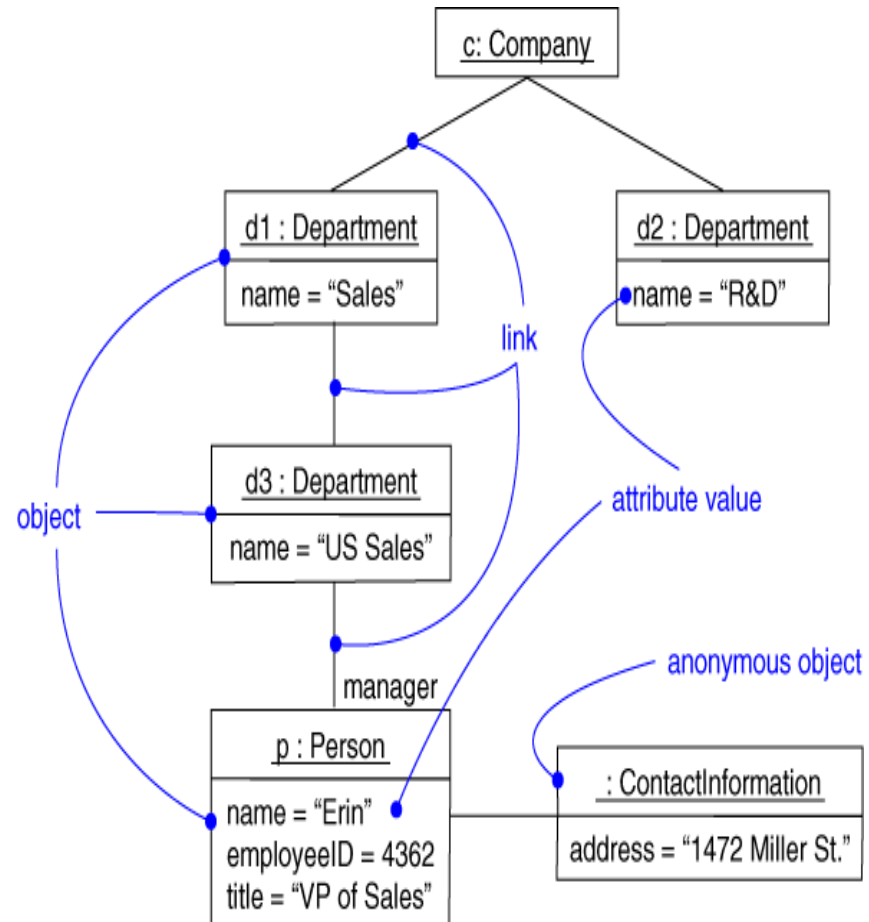 c: Company
d1 : Department
name = “Sales”
d2 : Department
name = “R&D”
link
d3 : Department
name = “US Sales”
object
attribute value
anonymous object
manager
p : Person
name = “Erin”
employeeID = 4362
title = “VP of Sales”
: ContactInformation
address = “1472 Miller St.”